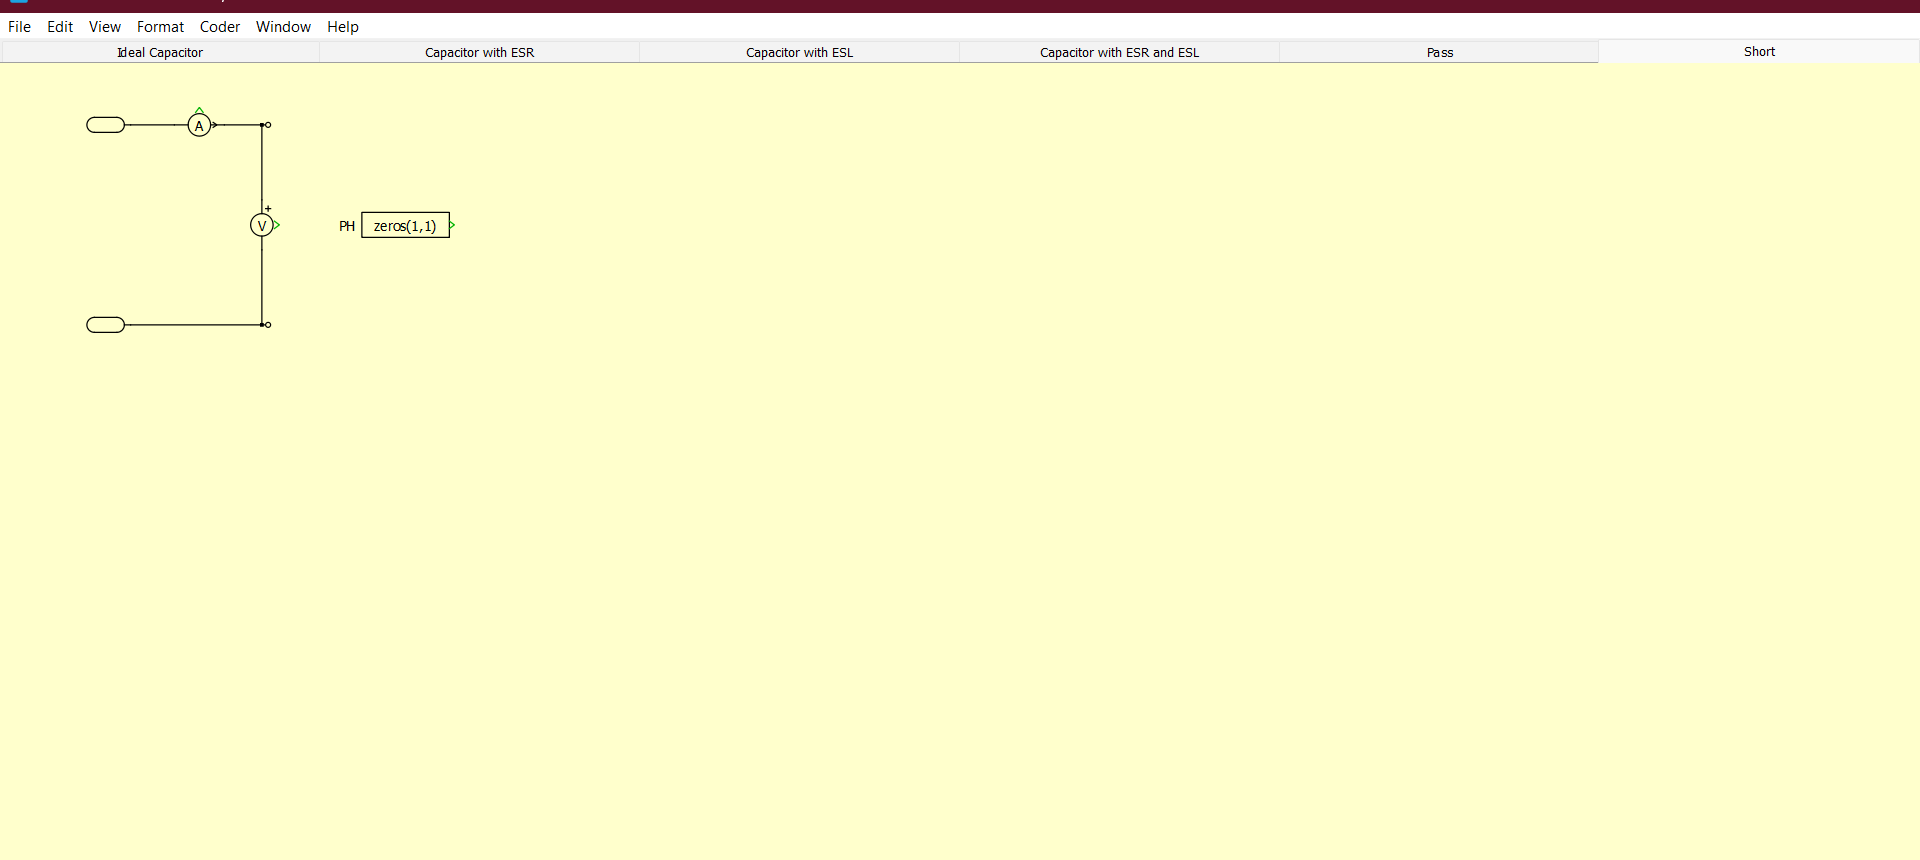 File Edit View Format Coder Window Help
Ideal Capacitor Capacitor with ESR Capacitor with ESL Capacitor with ESR and ESL Pass Short
A
+
V
PH zeros(1,1)